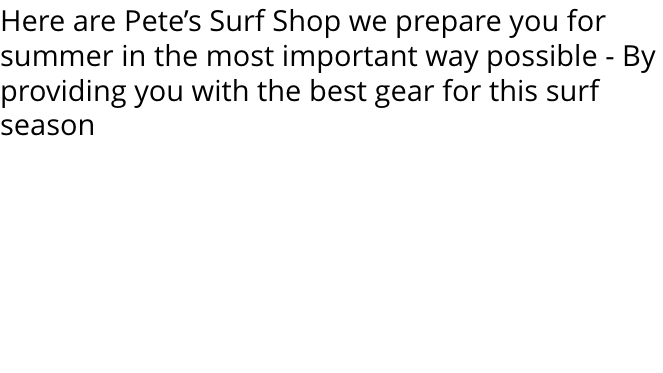 Here are Pete’s Surf Shop we prepare you for
summer in the most important way possible - By
providing you with the best gear for this surf
season